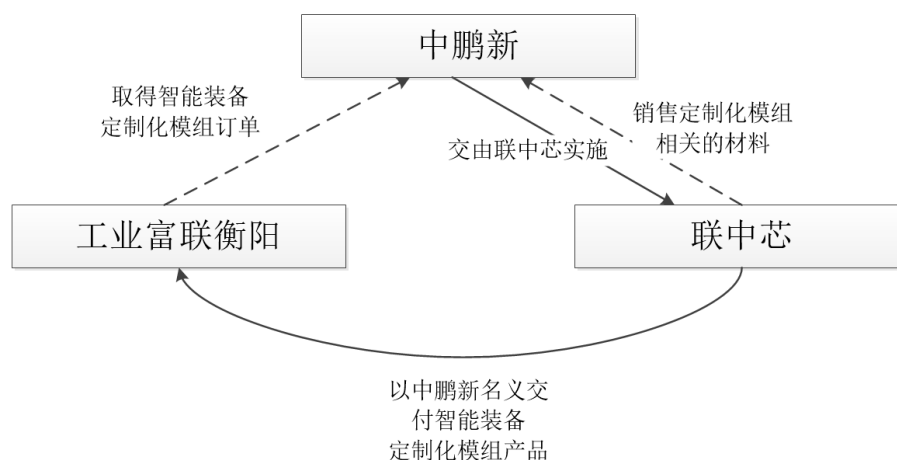 中鹏新
取得智能装备
定制化模组订单
销售定制化模组
相关的材料
交由联中芯实施
工业富联衡阳
联中芯
以中鹏新名义交
付智能装备
定制化模组产品